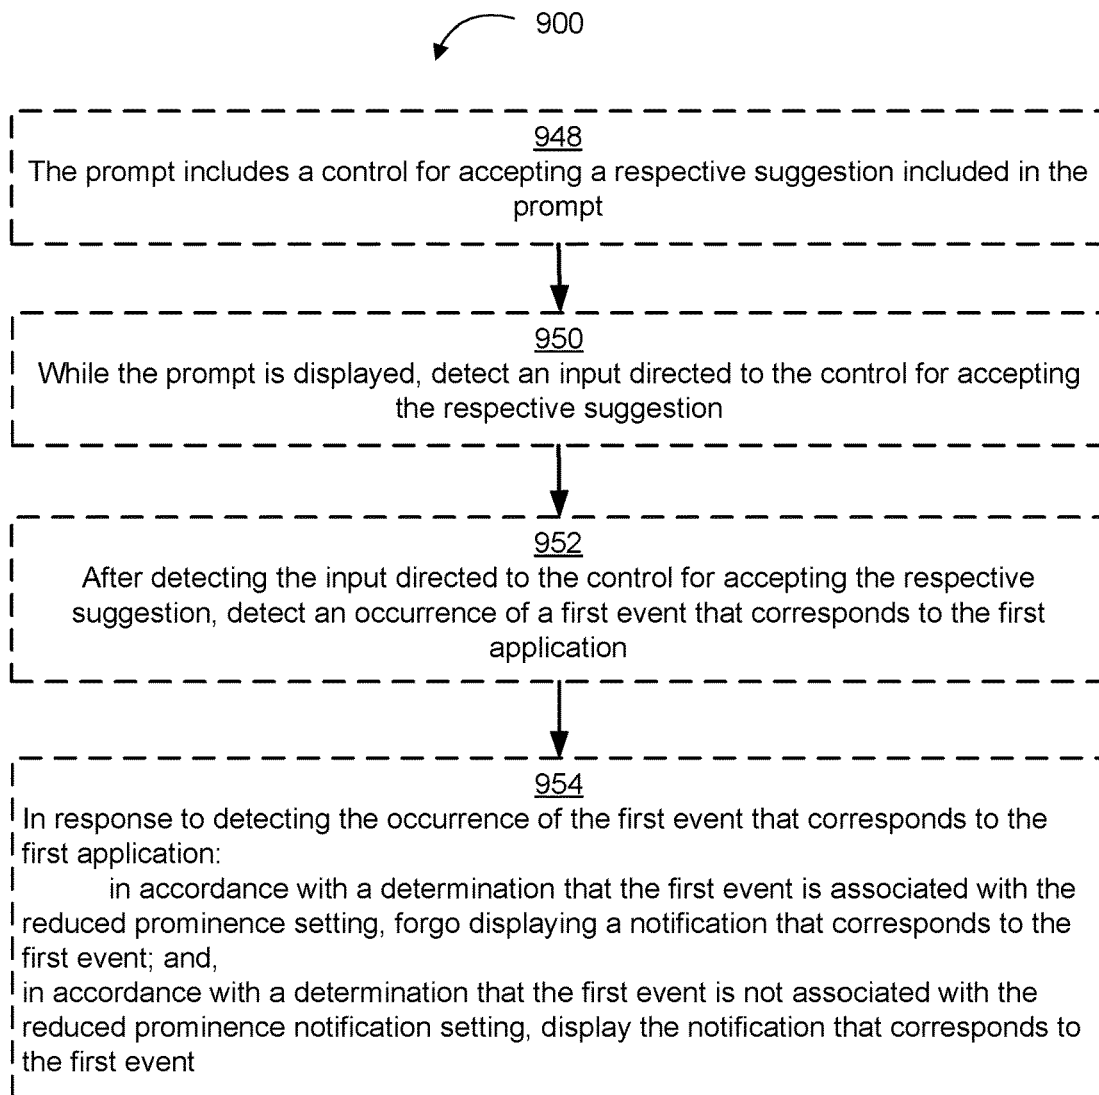 900
948
The prompt includes a control for accepting a respective suggestion included in the
prompt
950
While the prompt is displayed, detect an input directed to the control for accepting
the respective suggestion
952
After detecting the input directed to the control for accepting the respective
suggestion, detect an occurrence of a first event that corresponds to the first
application
954
In response to detecting the occurrence of the first event that corresponds to the
first application:
in accordance with a determination that the first event is associated with the
reduced prominence setting, forgo displaying a notification that corresponds to the
first event; and,
in accordance with a determination that the first event is not associated with the
reduced prominence notification setting, display the notification that corresponds to
the first event